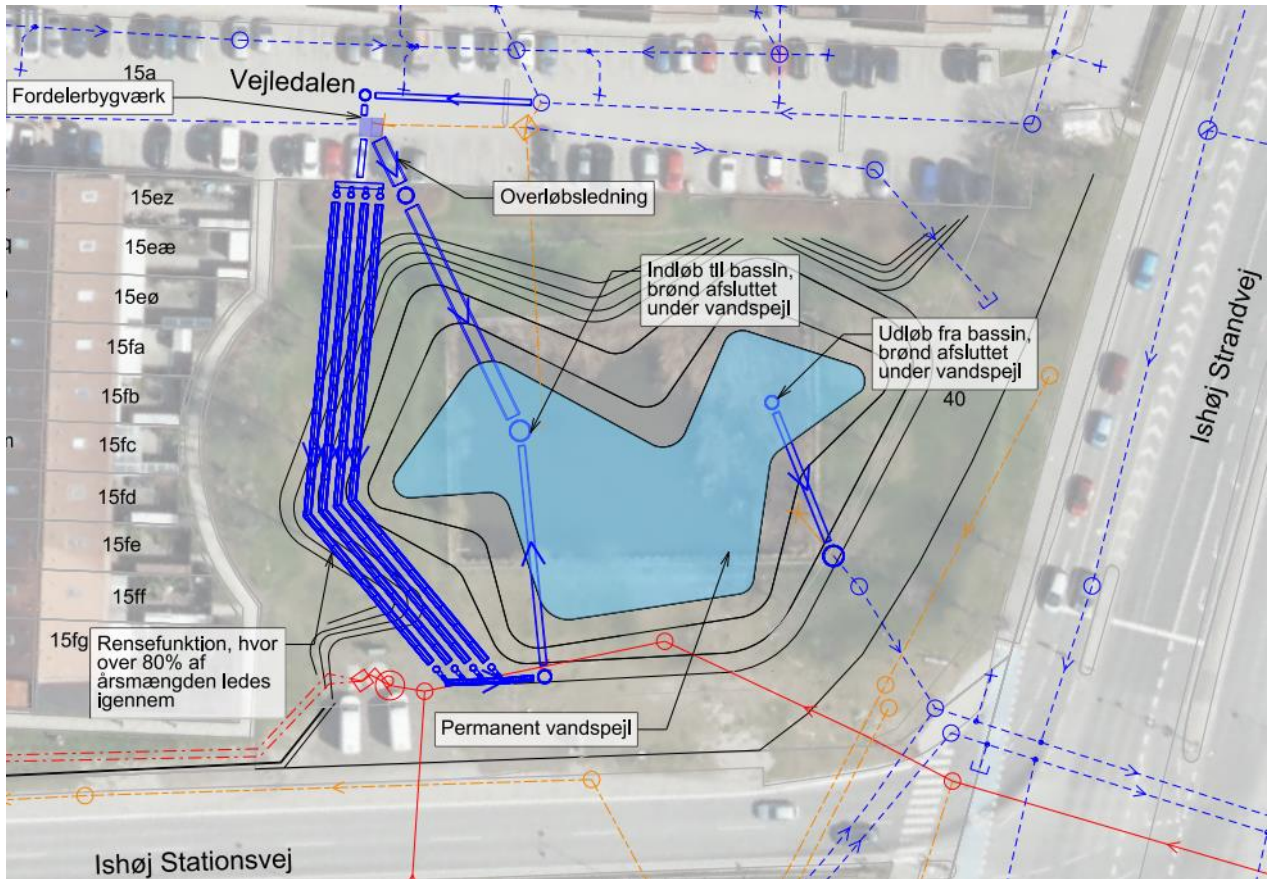 15a
Vejledalen
Fordelerbygværk
15ez
Overløbsledning
15eæ
15eø
Indløb til bassin,
brønd afsluttet
under vandspejl
Udløb fra bassin,
brønd afsluttet
under vandspejl
15fa
15fb
40
Ishøj Strandvej
15fc
15fd
15fe
15ff
15fg
Rensefunktion, hvor
over 80% af
årsmængden ledes
igennem
Permanent vandspejl
Ishøj Stationsvej